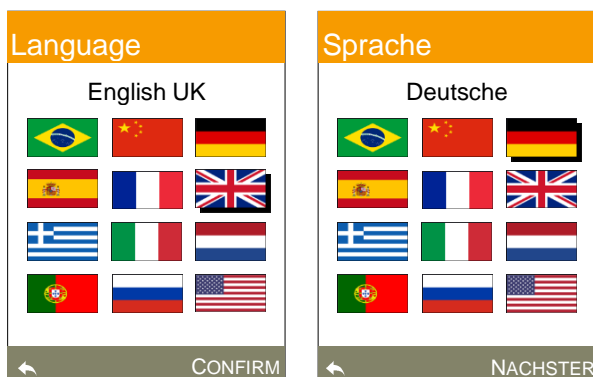 Language
English UK
CONFIRM
Sprache
Deutsche
NACHSTER